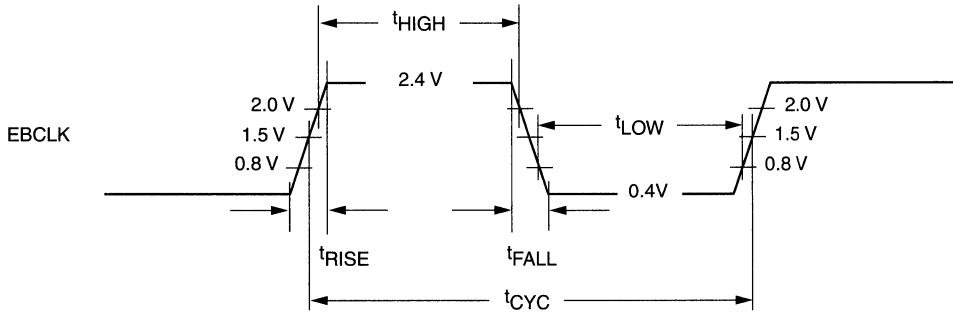 tHIGH
2.4 V
2.0 V
2.0 V
EBCLK
1.5 V
tLOW
1.5 V
0.8 V
0.8 V
0.4V
tRISE
tFALL
tCYC